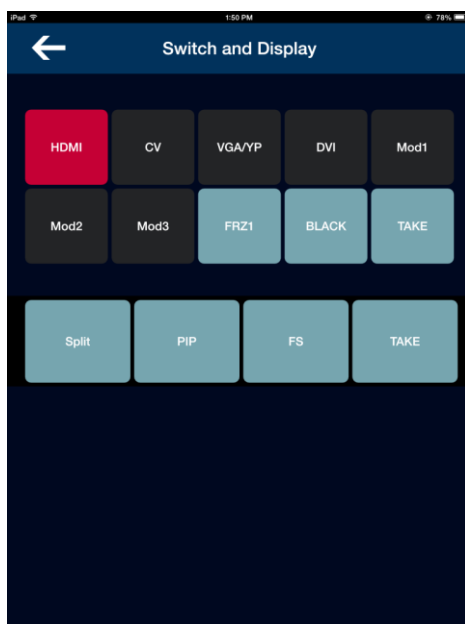 iPad 1:50 PM 78%
Switch and Display
HDMI CV VGA/YP DVI Mod1
Mod2 Mod3 FRZ1 BLACK TAKE
Split PIP FS TAKE